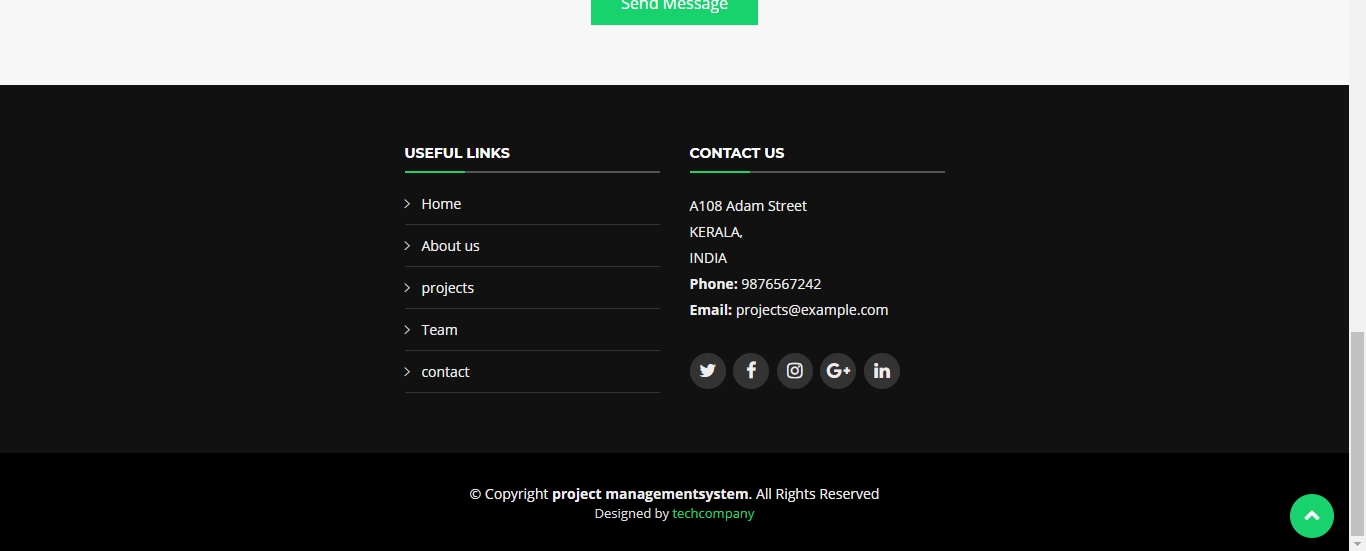 Send Message
USEFUL LINKS
Home
About us
projects
Team
contact
CONTACT US
A108 Adam Street
KERALA,
INDIA
Phone: 9876567242
Email: projects@example.com
© Copyright project managementsystem. All Rights Reserved
Designed by techcompany